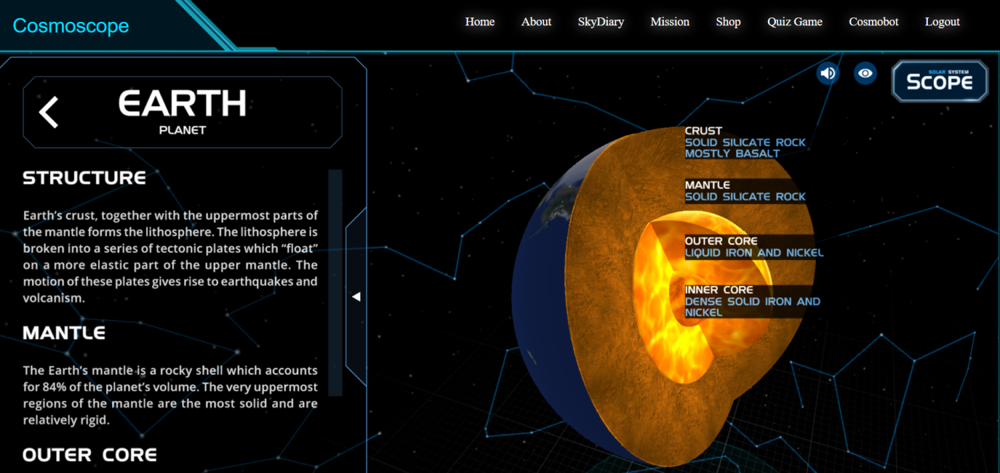 Cosmoscope
Home About SkyDiary Mission Shop Quiz Game Cosmobot Logout
EARTH
PLANET
STRUCTURE
Earth's crust, together with the uppermost parts of
the mantle forms the lithosphere. The lithosphere is
broken into a series of tectonic plates which “float”
on a more elastic part of the upper mantle. The
motion of these plates gives rise to earthquakes and
volcanism.
MANTLE
The Earth's mantle is a rocky shell which accounts
for 84% of the planet's volume. The very uppermost
regions of the mantle are the most solid and are
relatively rigid.
OUTER CORE
SOLAR SYSTEM
SCOPE
CRUST
SOLID SILICATE ROCK
MOSTLY BASALT
MANTLE
SOLID SILICATE ROCK
OUTER CORE
LIQUID IRON AND NICKEL
INNER CORE
DENSE SOLID IRON AND
NICKEL